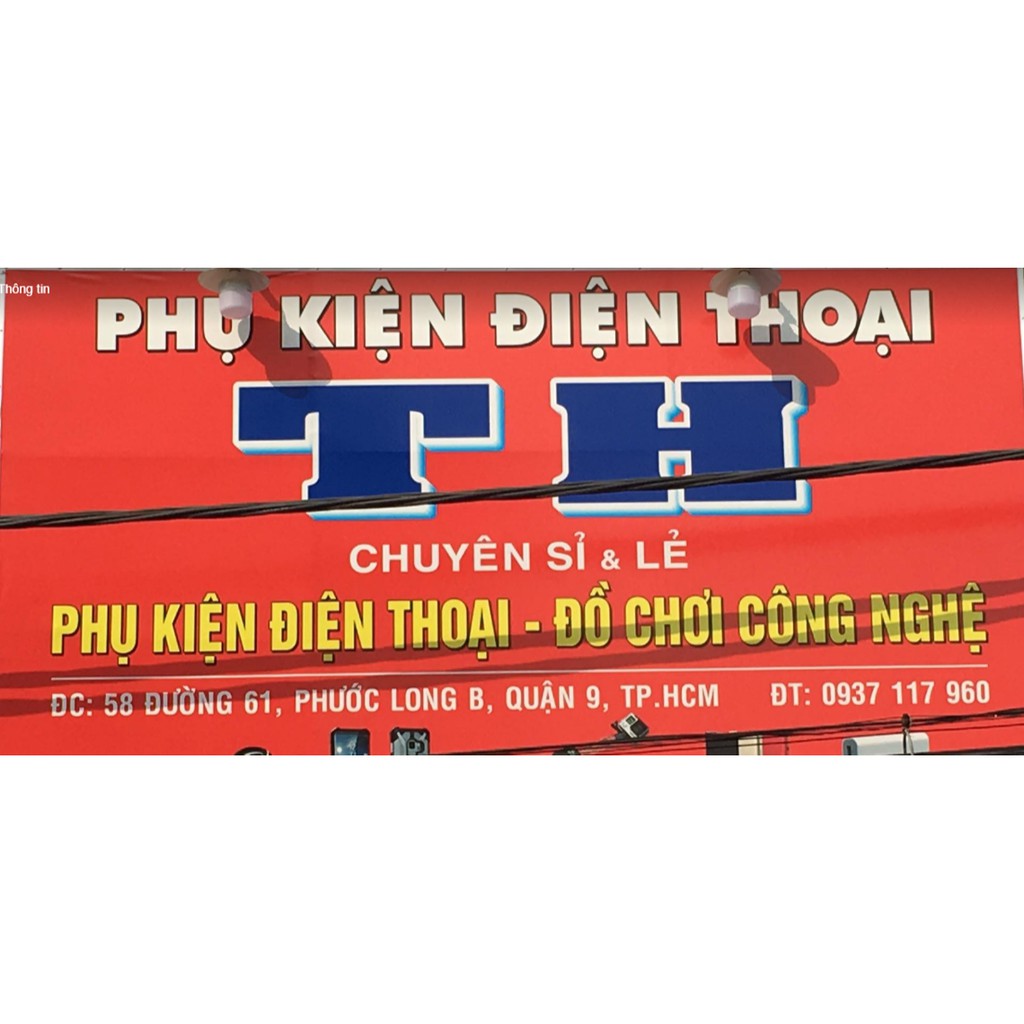 Thông tin
PHỤ KIỆN ĐIỆN THOẠI
TH
CHUYÊN SỈ & LẺ
PHỤ KIỆN ĐIỆN THOẠI - ĐỒ CHƠI CÔNG NGHỆ
ĐC: 58 ĐƯỜNG 61, PHƯỚC LONG B, QUẬN 9, TP.HCM ĐT: 0937 117 960